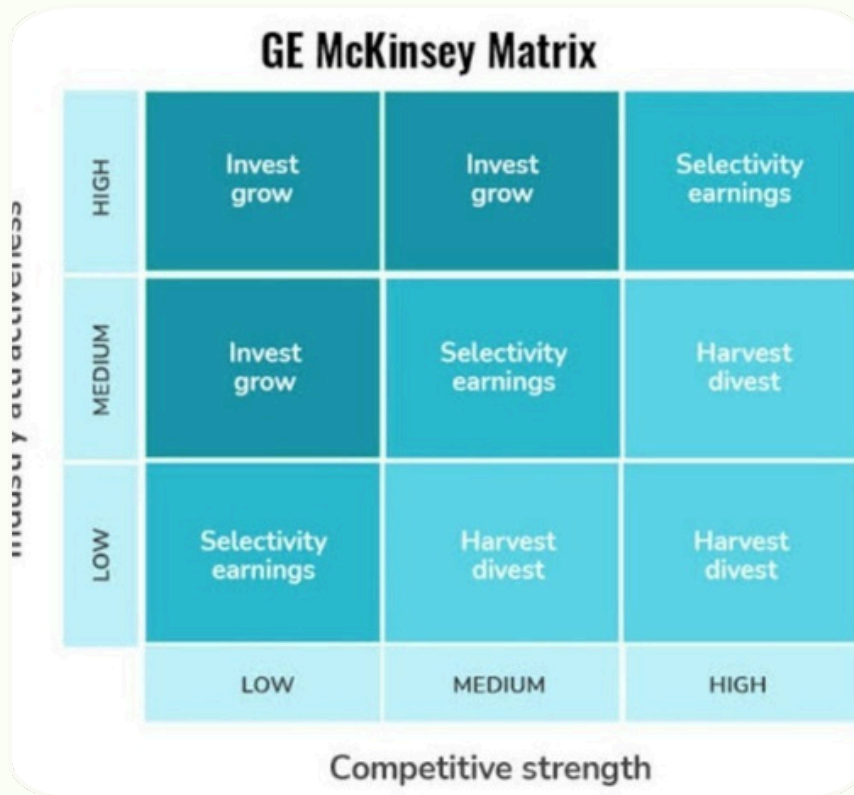 GE McKinsey Matrix
HIGH
Invest
grow
Invest
grow
Selectivity
earnings
MEDIUM
Invest
grow
Selectivity
earnings
Harvest
divest
LOW
Selectivity
earnings
Harvest
divest
Harvest
divest
LOW MEDIUM HIGH
Competitive strength